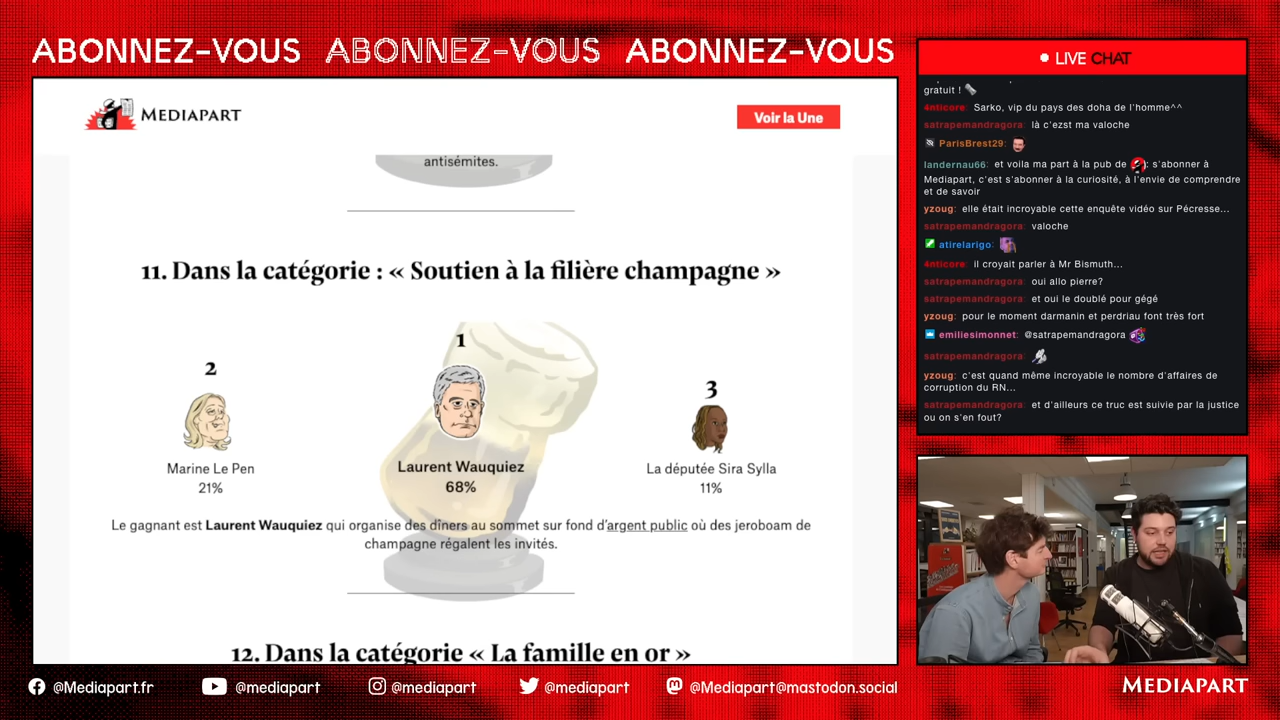 ABONNEZ-VOUS ABONNEZ-VOUS ABONNEZ-VOUS
MEDIAPART
Voir la Une
antisémites.
11. Dans la catégorie : « Soutien à la filière champagne »
1
2
3
Marine Le Pen
21%
Laurent Wauquiez
68%
La députée Sira Sylla
11%
Le gagnant est Laurent Wauquiez qui organise des dîners au sommet sur fond d'argent public où des jeroboam de
champagne régalent les invités.
12. Dans la catégorie « La famille en or »
LIVE CHAT
gratuit !
4nticore: Sarko, vip du pays des doha de l'homme^^
satrapemandragora: là c'ezst ma valoche
ParisBrest29:
landernau66: et voila ma part à la pub de : s'abonner à
Mediapart, c'est s'abonner à la curiosité, à l'envie de comprendre
et de savoir
yzoug: elle était incroyable cette enquête vidéo sur Pécresse...
satrapemandragora: valoche
atirelarigo:
4nticore: il croyait parler à Mr Bismuth...
satrapemandragora: oui allo pierre?
satrapemandragora: et oui le doublé pour gégé
yzoug: pour le moment darmanin et perdriau font très fort
emiliesimonnet: @satrapemandragora
satrapemandragora:
yzoug: c'est quand même incroyable le nombre d'affaires de
corruption du RN...
satrapemandragora: et d'ailleurs ce truc est suivie par la justice
ou on s'en fout?
@Mediapart.fr @mediapart @mediapart @mediapart @Mediapart@mastodon.social
MEDIAPART